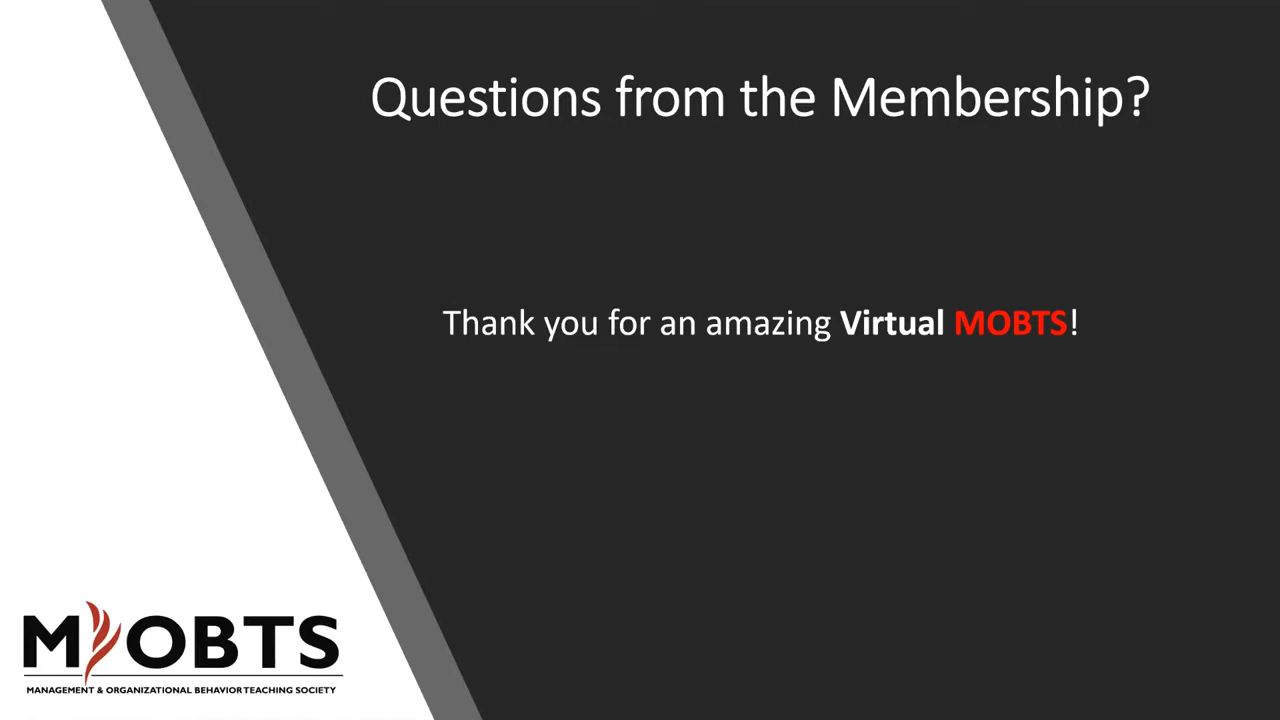 Questions from the Membership?
Thank you for an amazing Virtual MOBTS!
MOBTS
MANAGEMENT & ORGANIZATIONAL BEHAVIOR TEACHING SOCIETY